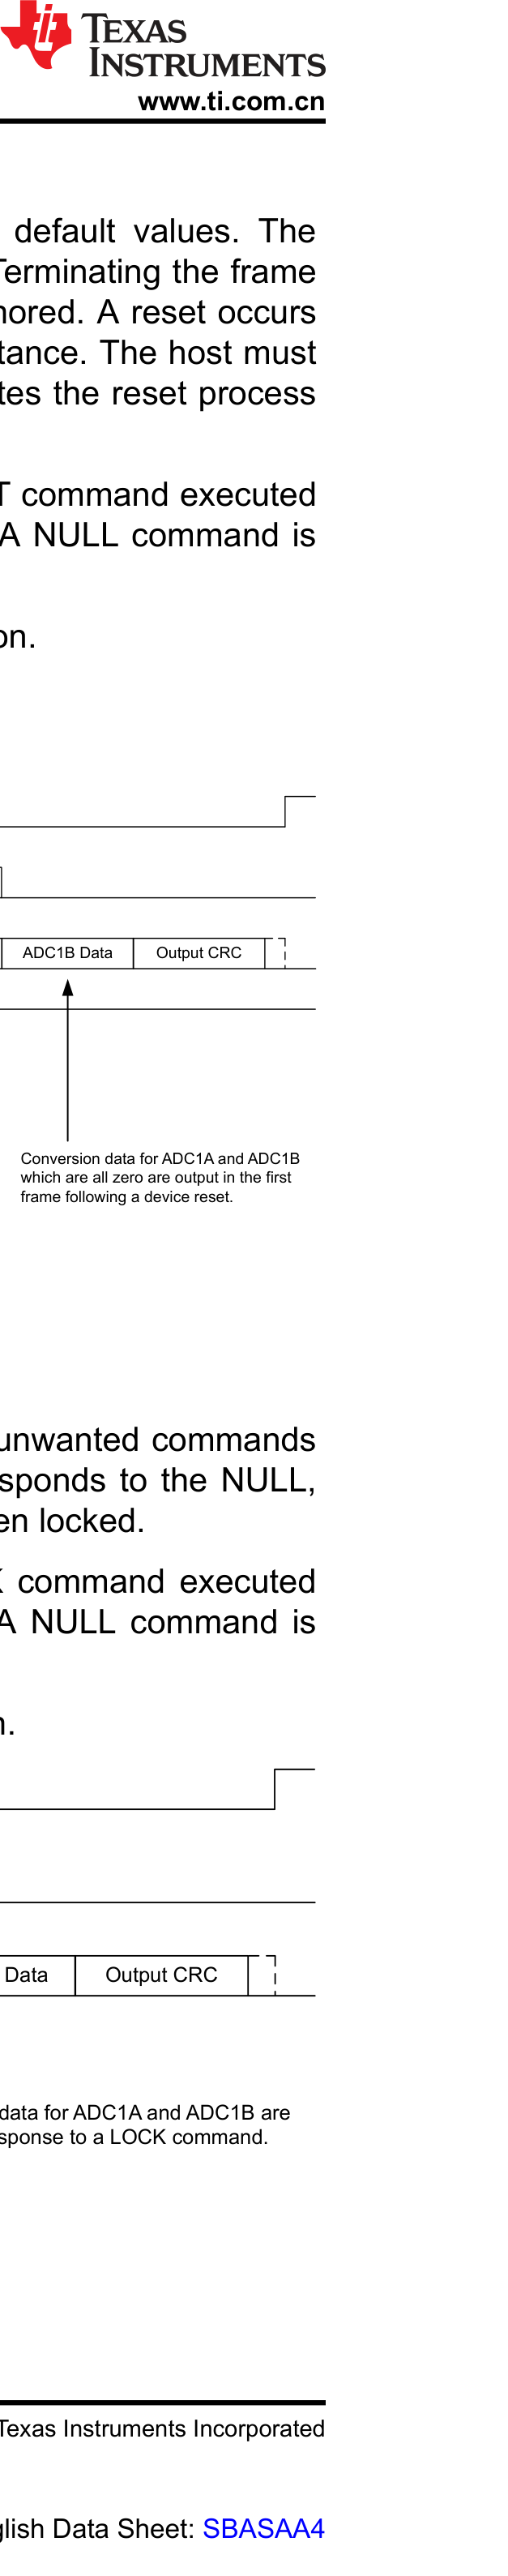 TEXAS
INSTRUMENTS
www.ti.com.cn
default values. The
Terminating the frame
nored. A reset occurs
tance. The host must
tes the reset process
T command executed
A NULL command is
on.
ADC1B Data
Output CRC
Conversion data for ADC1A and ADC1B
which are all zero are output in the first
frame following a device reset.
unwanted commands
sponds to the NULL,
en locked.
K command executed
A NULL command is
n.
Data
Output CRC
data for ADC1A and ADC1B are
sponse to a LOCK command.
Texas Instruments Incorporated
glish Data Sheet: SBASAA4